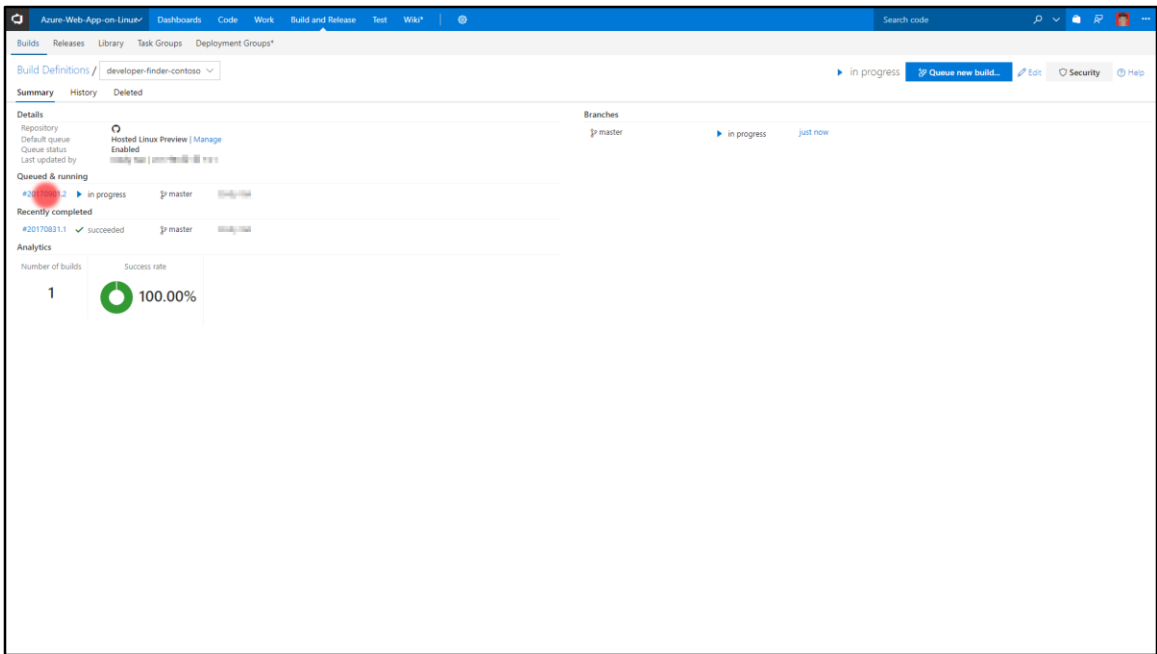 Azure-Web-App-on-Linux Dashboards Code Work Build and Release Test Wiki* Search code
Builds Releases Library Task Groups Deployment Groups*
Build Definitions / developer-finder-contoso in progress Queue new build... Edit Security Help
Summary History Deleted
Details Branches
Repository master in progress just now
Default queue Hosted Linux Preview | Manage
Queue status Enabled
Last updated by
Queued & running
#20170901.2 in progress master
Recently completed
#20170831.1 succeeded master
Analytics
Number of builds Success rate
1 100.00%